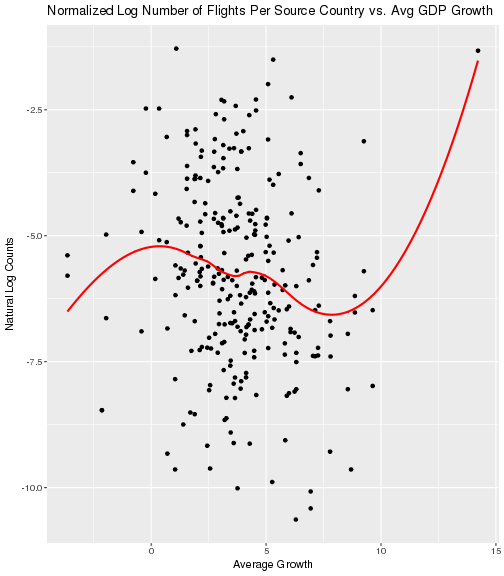 Normalized Log Number of Flights Per Source Country vs. Avg GDP Growth
Natural Log Counts
-2.5
-5.0
-7.5
-10.0
0
5
10
15
Average Growth